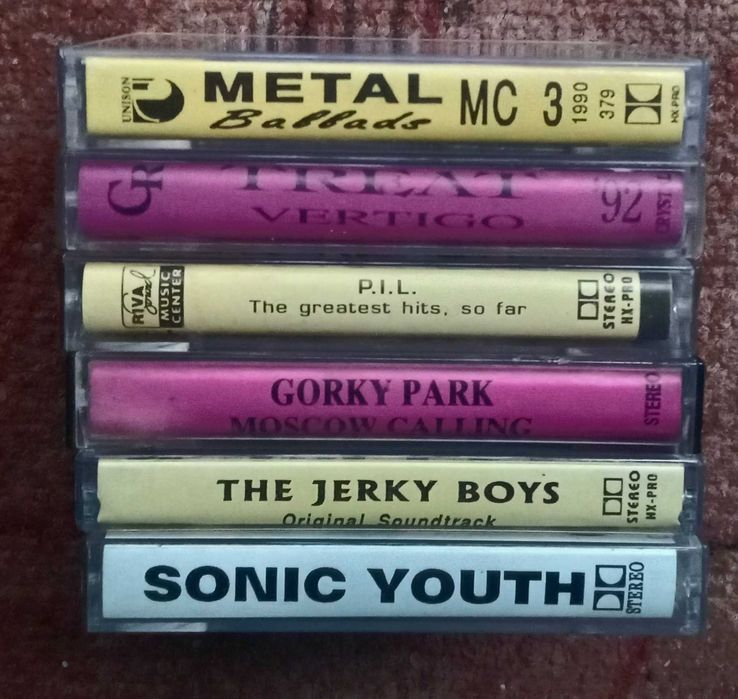 UNISON
METAL
Ballads
MC 3
1990
379
HX-PRO
GR
TREAT
VERTIGO
'92
RIVA
Sound
MUSIC
CENTER
P.I.L.
The greatest hits, so far
STEREO
HX-PRO
GORKY PARK
MOSCOW CALLING
STEREO
THE JERKY BOYS
Original Soundtrack
STEREO
HX-PRO
SONIC YOUTH
STEREO